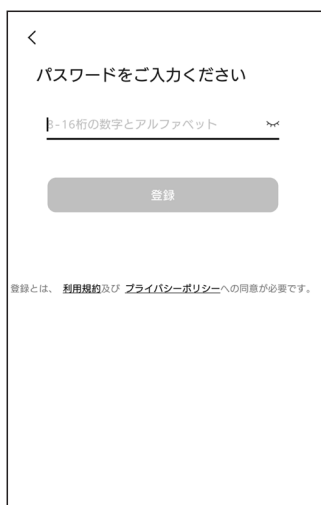 パスワードをご入力ください
8-16桁の数字とアルファベット
登録
登録とは、 利用規約及び プライバシーポリシーへの同意が必要です。